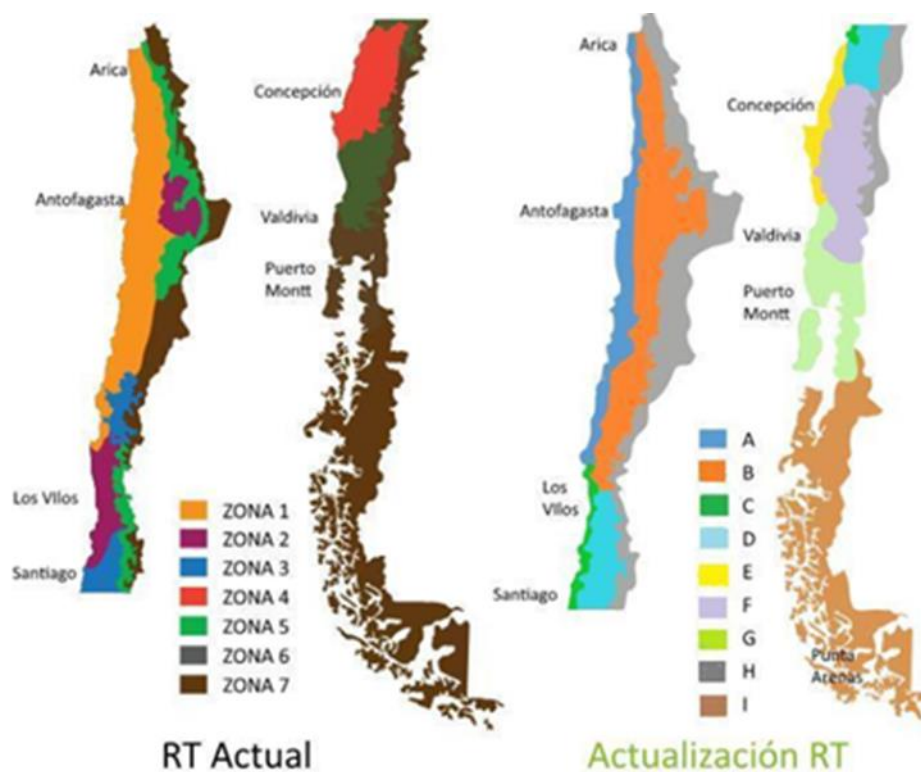 Arica
Antofagasta
Los VIlos
Santiago
Concepción
Valdivia
Puerto
Montt
ZONA 1
ZONA 2
ZONA 3
ZONA 4
ZONA 5
ZONA 6
ZONA 7
RT Actual
Arica
Antofagasta
Los
VIlos
Santiago
Concepción
Valdivia
Puerto
Montt
A
B
C
D
E
F
G
H
I
Punta
Arenas
Actualización RT